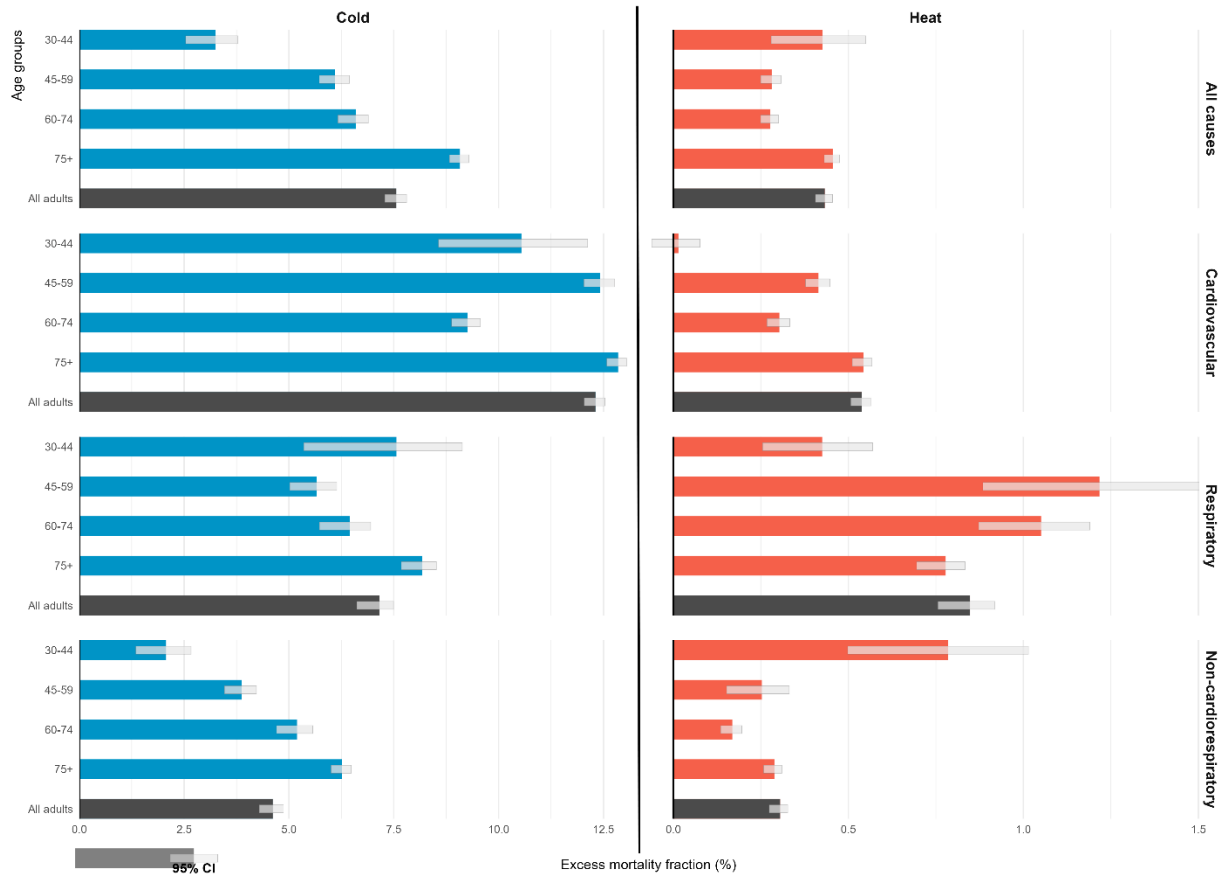 Cold
Heat
Age groups
30-44
45-59
60-74
75+
All adults
All causes
30-44
45-59
60-74
75+
All adults
Cardiovascular
30-44
45-59
60-74
75+
All adults
Respiratory
30-44
45-59
60-74
75+
All adults
Non-cardiorespiratory
0.0 2.5 5.0 7.5 10.0 12.5
0.0 0.5 1.0 1.5
95% CI
Excess mortality fraction (%)